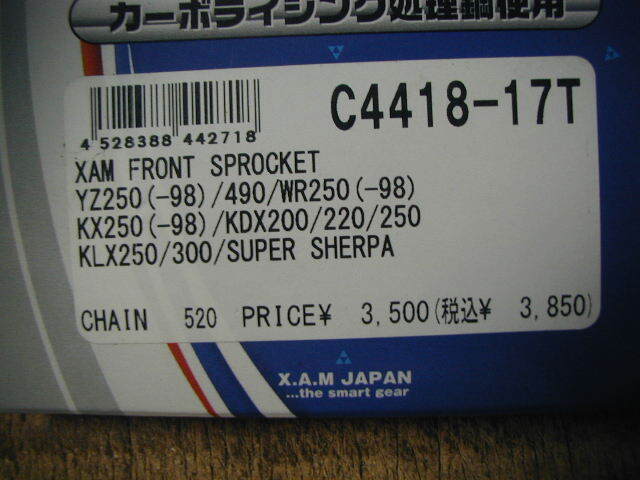 カーボライジング処理鋼使用
C4418-17T
4 528388 442718
XAM FRONT SPROCKET
YZ250(-98)/490/WR250(-98)
KX250(-98)/KDX200/220/250
KLX250/300/SUPER SHERPA
CHAIN 520 PRICE¥ 3,500(税込¥ 3,850)
X.A.M JAPAN
...the smart gear